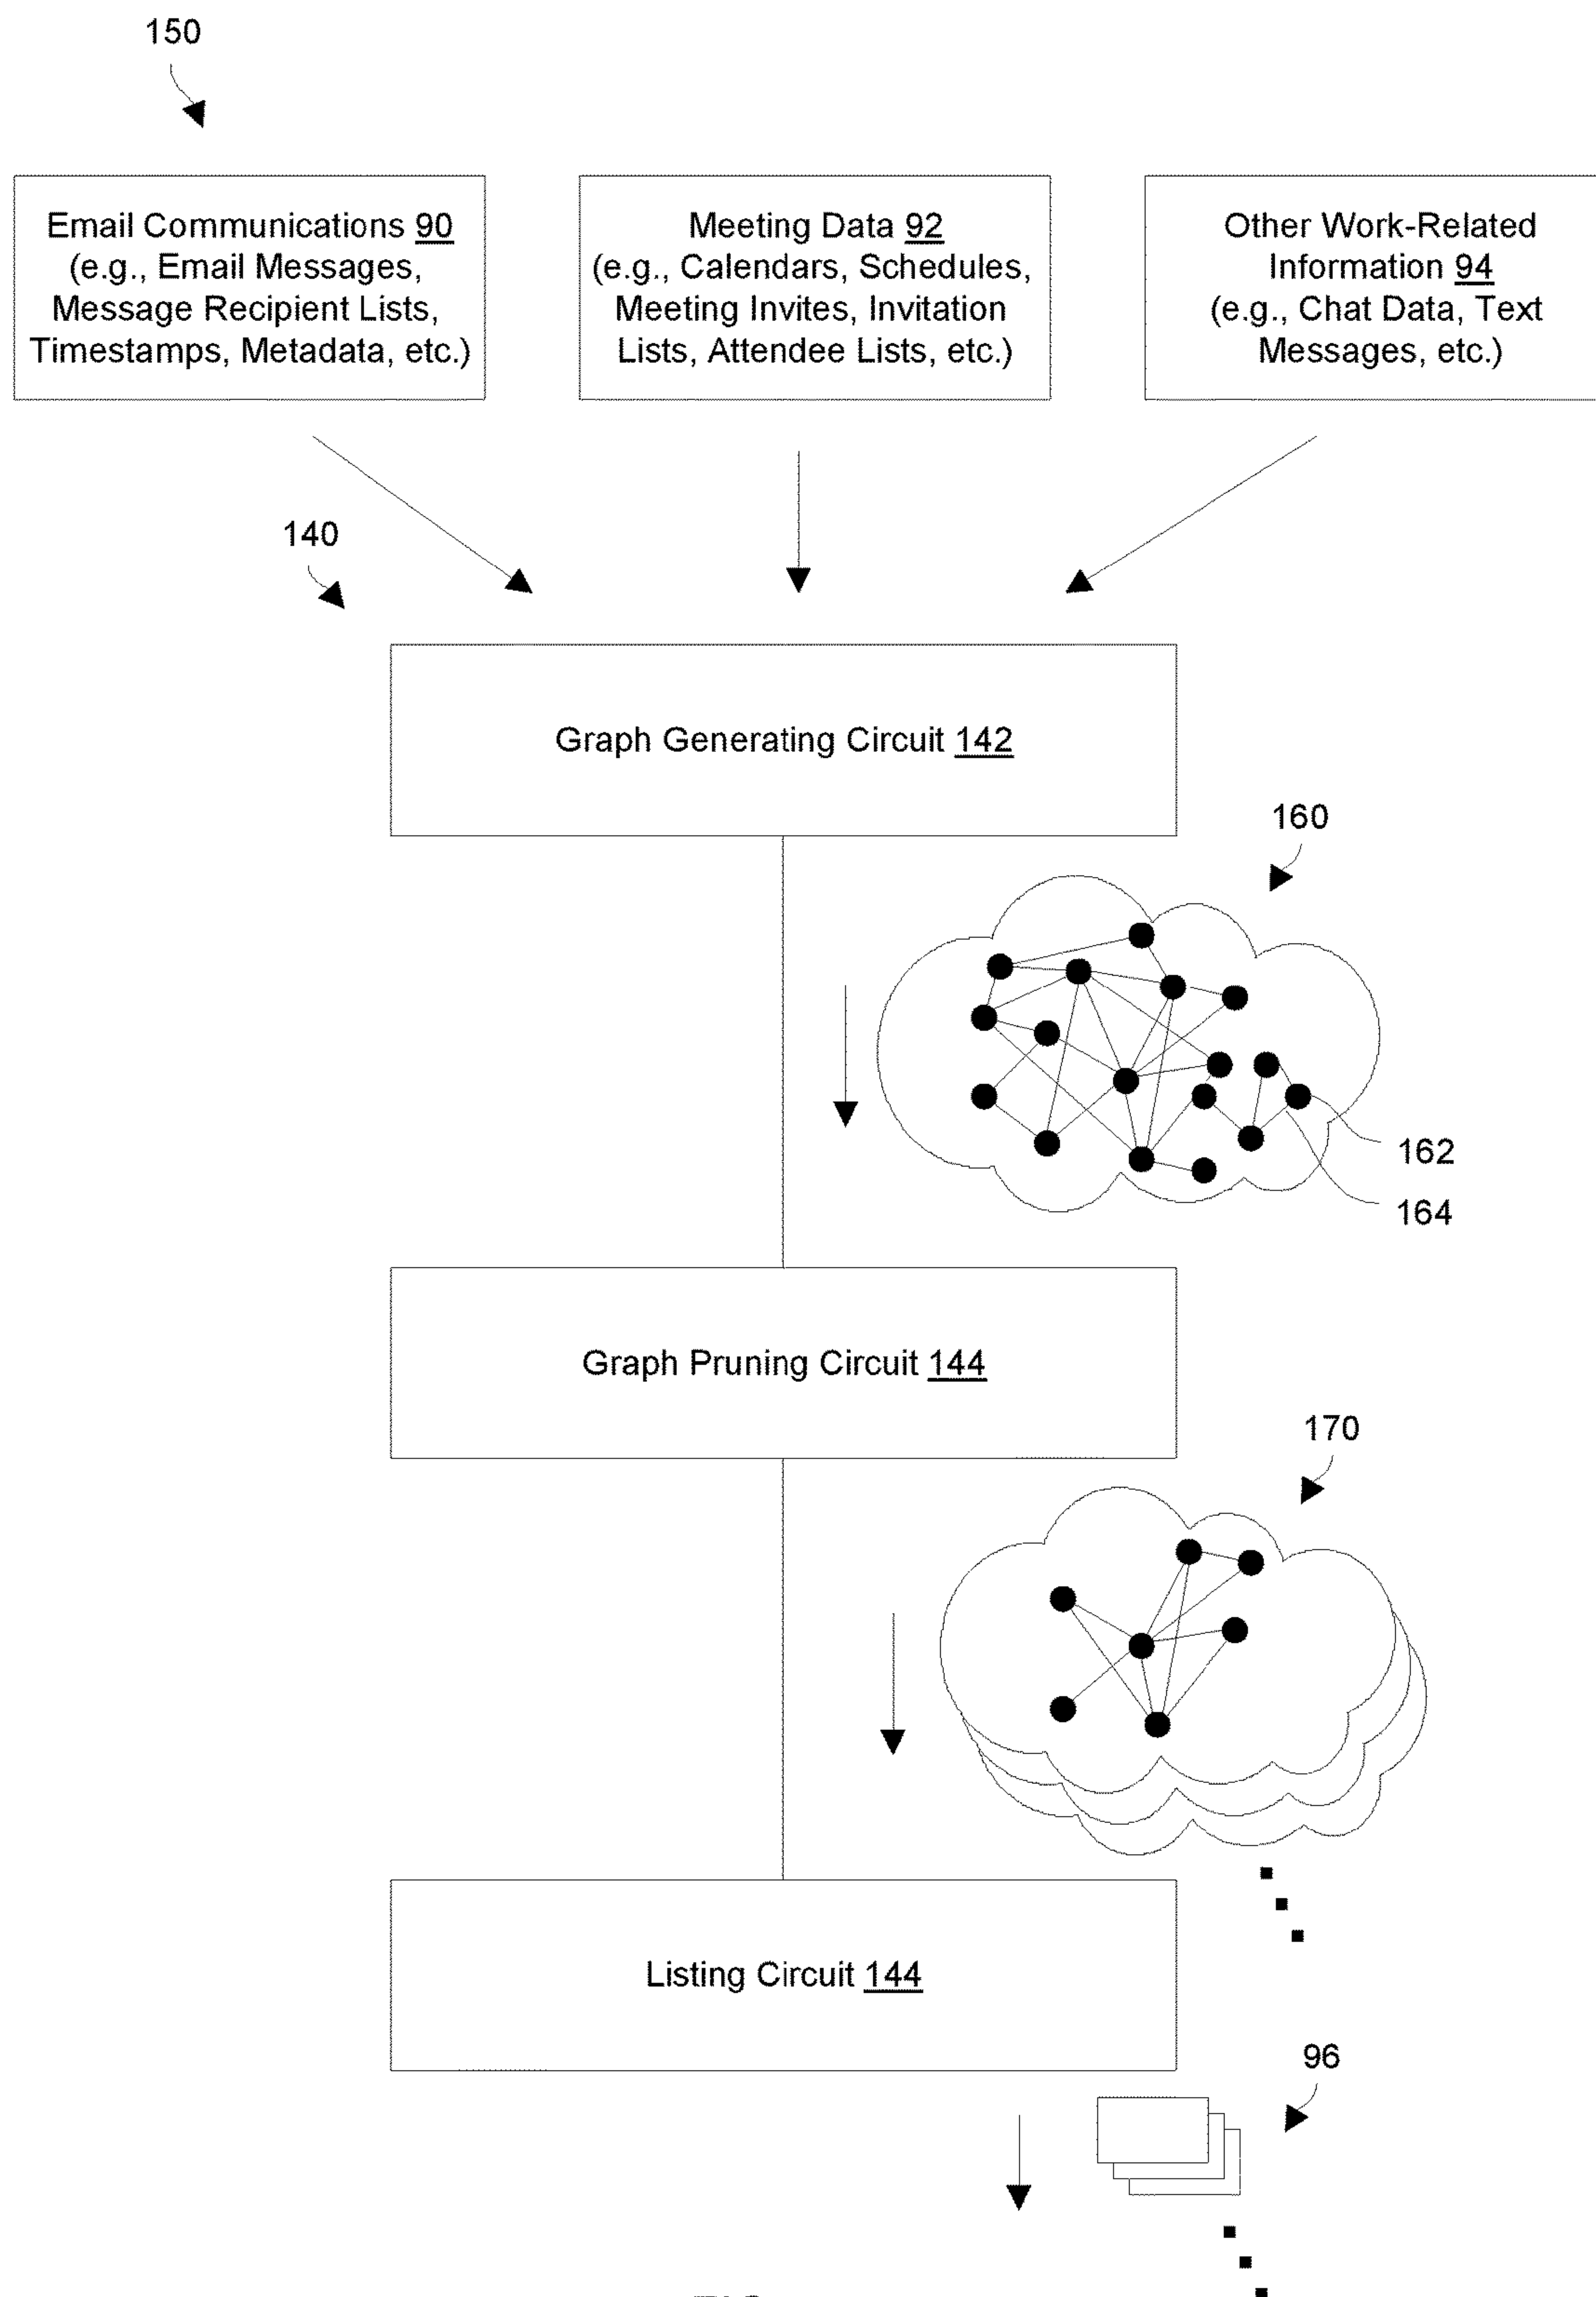 150
Email Communications 90
(e.g., Email Messages,
Message Recipient Lists,
Timestamps, Metadata, etc.)
Meeting Data 92
(e.g., Calendars, Schedules,
Meeting Invites, Invitation
Lists, Attendee Lists, etc.)
Other Work-Related
Information 94
(e.g., Chat Data, Text
Messages, etc.)
140
Graph Generating Circuit 142
160
162
164
Graph Pruning Circuit 144
170
Listing Circuit 144
96